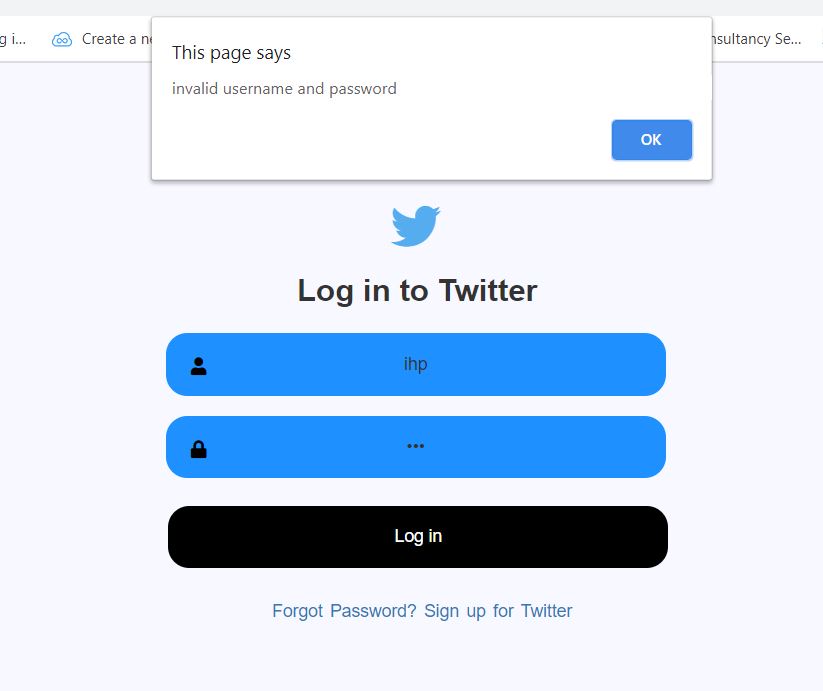 g i...
Create a ne
nsultancy Se...
This page says
invalid username and password
OK
Log in to Twitter
ihp
•••
Log in
Forgot Password? Sign up for Twitter